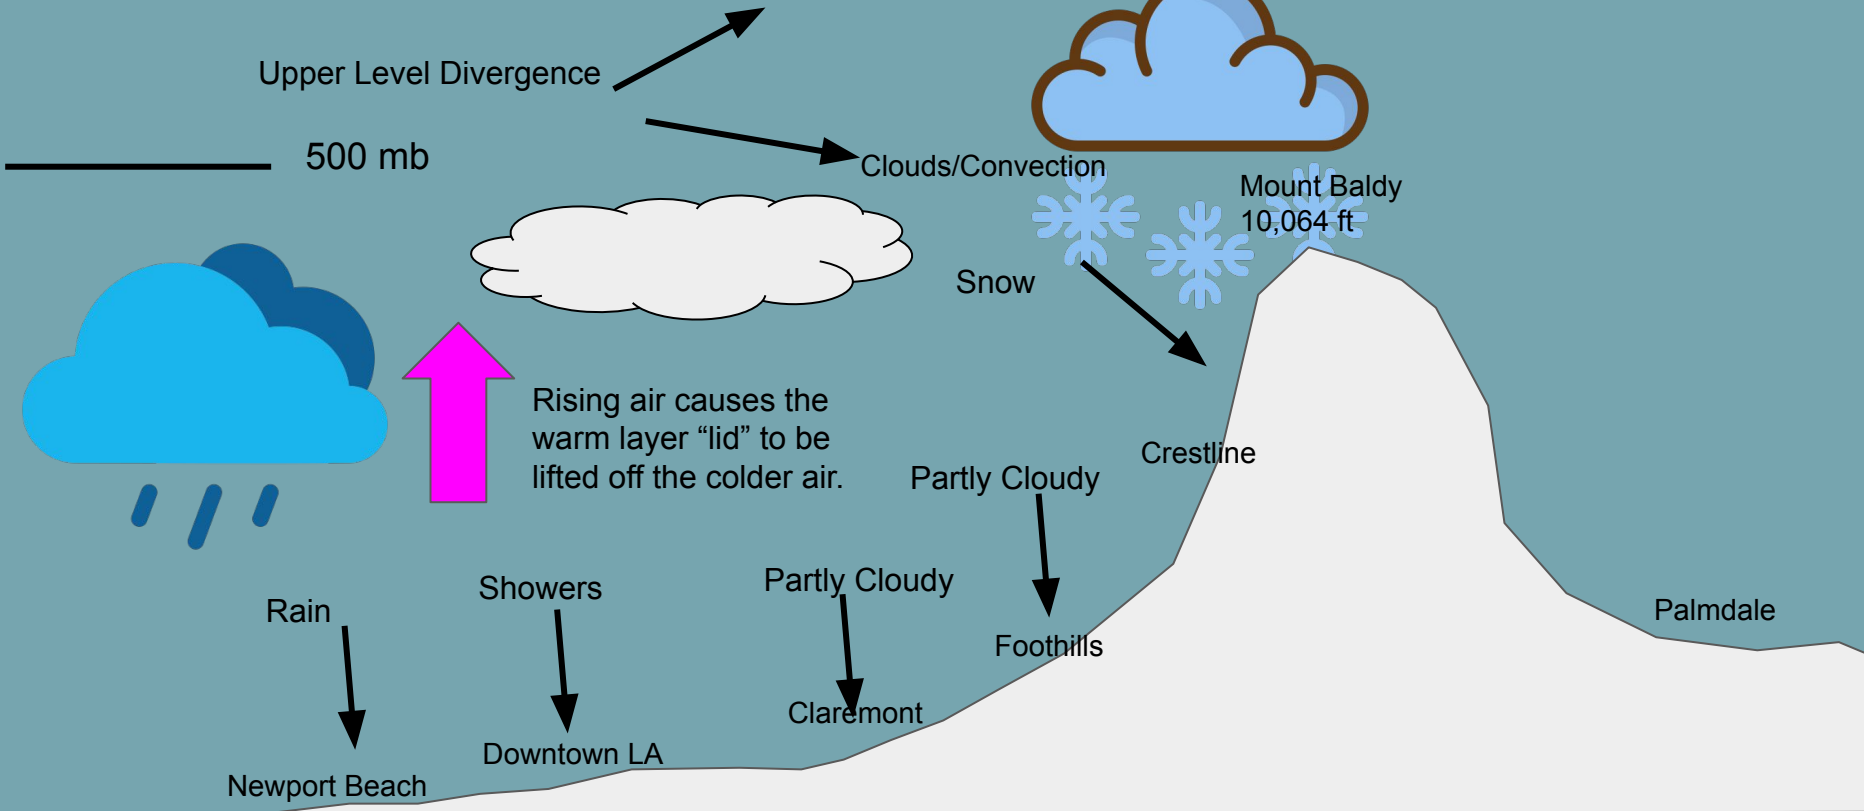 Upper Level Divergence
500 mb
Clouds/Convection
Mount Baldy
10,064 ft
Snow
Rising air causes the
warm layer “lid” to be
lifted off the colder air.
Crestline
Partly Cloudy
Partly Cloudy
Showers
Rain
Palmdale
Foothills
Claremont
Downtown LA
Newport Beach